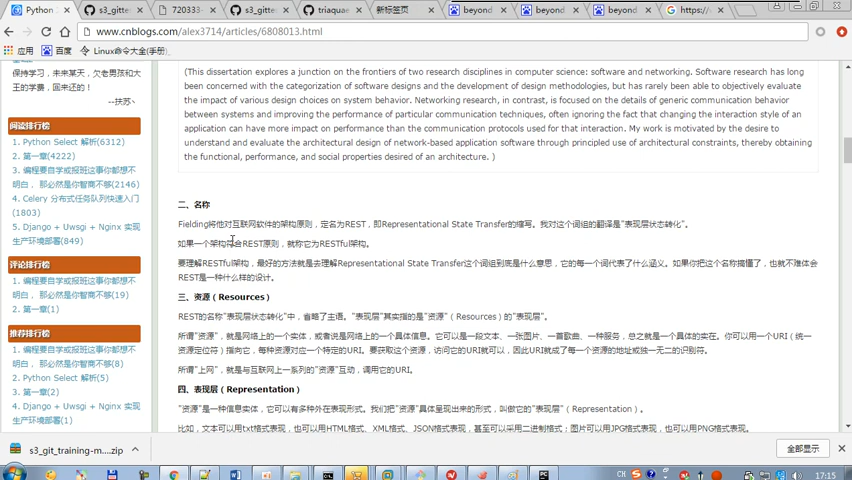 Python
s3_gitte
720333-
s3_gitte
triaquae
新标签页
beyond
beyond
beyond
https://
www.cnblogs.com/alex3714/articles/6808013.html
应用
百度
Linux命令大全(手册)
保持学习，未来某天，欠老男孩和大
王的学费，回来还的！
--扶苏丶
阅读排行榜
1. Python Select 解析(6312)
2. 第一章(4222)
3. 编程要自学或报班这事你都想不
明白，那必然是你智商不够(2146)
4. Celery 分布式任务队列快速入门
(1803)
5. Django + Uwsgi + Nginx 实现
生产环境部署(849)
评论排行榜
1. 编程要自学或报班这事你都想不
明白，那必然是你智商不够(19)
2. 第一章(1)
推荐排行榜
1. 编程要自学或报班这事你都想不
明白，那必然是你智商不够(8)
2. Python Select 解析(5)
3. 第一章(2)
4. Django + Uwsgi + Nginx 实现
生产环境部署(1)
(This dissertation explores a junction on the frontiers of two research disciplines in computer science: software and networking. Software research has long
been concerned with the categorization of software designs and the development of design methodologies, but has rarely been able to objectively evaluate
the impact of various design choices on system behavior. Networking research, in contrast, is focused on the details of generic communication behavior
between systems and improving the performance of particular communication techniques, often ignoring the fact that changing the interaction style of an
application can have more impact on performance than the communication protocols used for that interaction. My work is motivated by the desire to
understand and evaluate the architectural design of network-based application software through principled use of architectural constraints, thereby obtaining
the functional, performance, and social properties desired of an architecture. )
二、名称
Fielding将他对互联网软件的架构原则，定名为REST，即Representational State Transfer的缩写。我对这个词组的翻译是"表现层状态转化"。
如果一个架构符合REST原则，就称它为RESTful架构。
要理解RESTful架构，最好的方法就是去理解Representational State Transfer这个词组到底是什么意思，它的每一个词代表了什么涵义。如果你把这个名称搞懂了，也就不难体会
REST是一种什么样的设计。
三、资源（Resources）
REST的名称"表现层状态转化"中，省略了主语。"表现层"其实指的是"资源"（Resources）的"表现层"。
所谓"资源"，就是网络上的一个实体，或者说是网络上的一个具体信息。它可以是一段文本、一张图片、一首歌曲、一种服务，总之就是一个具体的实在。你可以用一个URI（统一
资源定位符）指向它，每种资源对应一个特定的URI。要获取这个资源，访问它的URI就可以，因此URI就成了每一个资源的地址或独一无二的识别符。
所谓"上网"，就是与互联网上一系列的"资源"互动，调用它的URI。
四、表现层（Representation）
"资源"是一种信息实体，它可以有多种外在表现形式。我们把"资源"具体呈现出来的形式，叫做它的"表现层"（Representation）。
比如，文本可以用txt格式表现，也可以用HTML格式、XML格式、JSON格式表现，甚至可以采用二进制格式；图片可以用JPG格式表现，也可以用PNG格式表现。
s3_git_training-m....zip
全部显示
CH
17:15